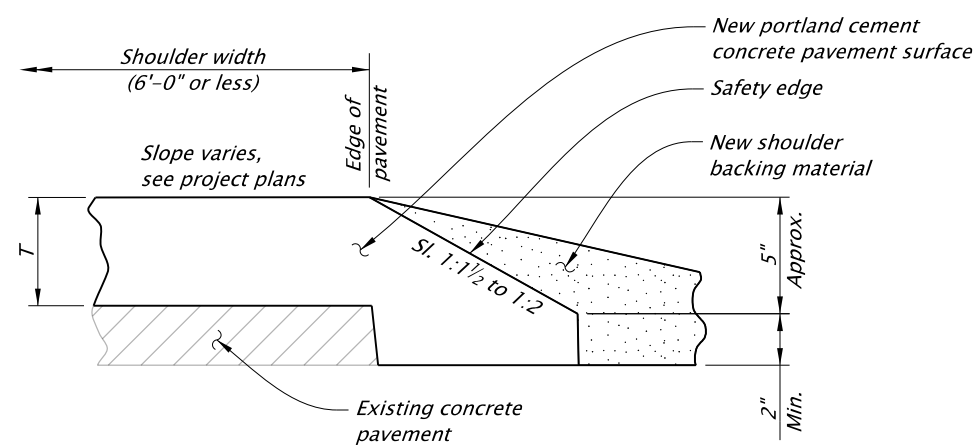 Shoulder width
(6'-0" or less)
Edge of
pavement
New portland cement
concrete pavement surface
Safety edge
New shoulder
backing material
Slope varies,
see project plans
T
Sl. 1:1½ to 1:2
5"
Approx.
2"
Min.
Existing concrete
pavement